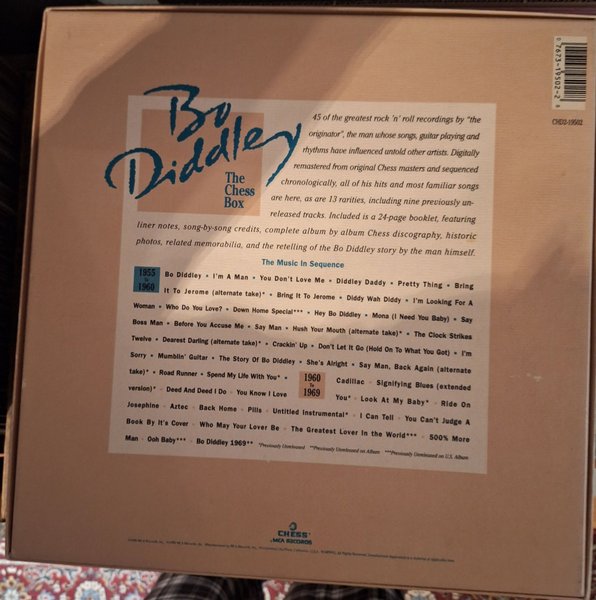 0 7673-19502-2 8
CHD2-19502
Bo
Diddley
The
Chess
Box
45 of the greatest rock 'n' roll recordings by "the
originator", the man whose songs, guitar playing and
rhythms have influenced untold other artists. Digitally
remastered from original Chess masters and sequenced
chronologically, all of his hits and most familiar songs
are here, as are 13 rarities, including nine previously un-
released tracks. Included is a 24-page booklet, featuring
liner notes, song-by-song credits, complete album by album Chess discography, historic
photos, related memorabilia, and the retelling of the Bo Diddley story by the man himself.
The Music In Sequence
1955 to 1960
Bo Diddley • I'm A Man • You Don't Love Me • Diddley Daddy • Pretty Thing • Bring
It To Jerome (alternate take)* • Bring It To Jerome • Diddy Wah Diddy • I'm Looking For A
Woman • Who Do You Love? • Down Home Special*** • Hey Bo Diddley • Mona (I Need You Baby) • Say
Boss Man • Before You Accuse Me • Say Man • Hush Your Mouth (alternate take)* • The Clock Strikes
Twelve • Dearest Darling (alternate take)* • Crackin' Up • Don't Let It Go (Hold On To What You Got) • I'm
Sorry • Mumblin' Guitar • The Story Of Bo Diddley • She's Alright • Say Man, Back Again (alternate
take)* • Road Runner • Spend My Life With You*
1960 to 1969
Cadillac • Signifying Blues (extended
version)* • Deed And Deed I Do • You Know I Love
You* • Look At My Baby* • Ride On
Josephine • Aztec • Back Home • Pills • Untitled Instrumental* • I Can Tell • You Can't Judge A
Book By It's Cover • Who May Your Lover Be • The Greatest Lover In the World*** • 500% More
Man • Ooh Baby*** • Bo Diddley 1969** *Previously Unreleased **Previously Unreleased on Album ***Previously Unreleased on U.S. Album
CHESS
MCA RECORDS